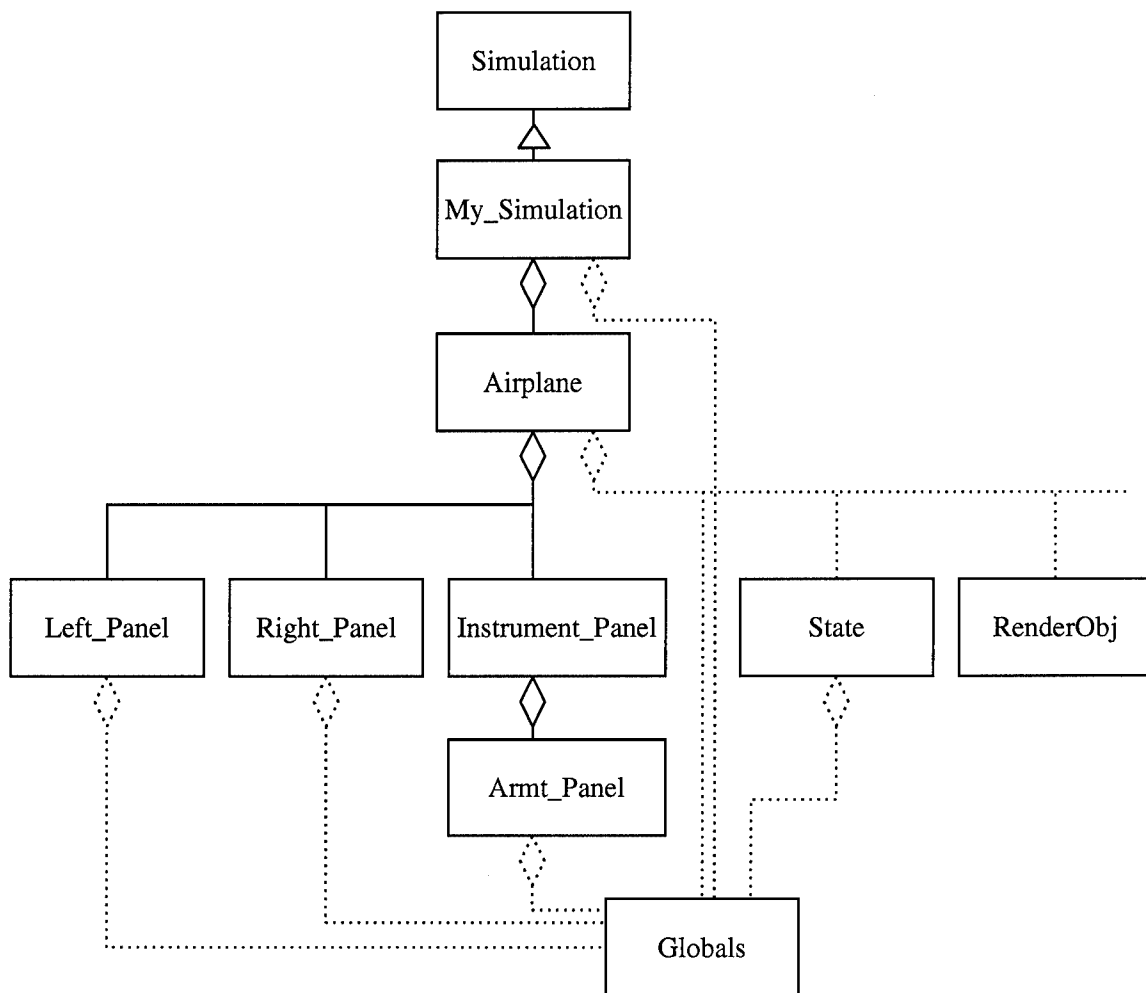 Simulation
My_Simulation
Airplane
Left_Panel
Right_Panel
Instrument_Panel
State
RenderObj
Armt_Panel
Globals